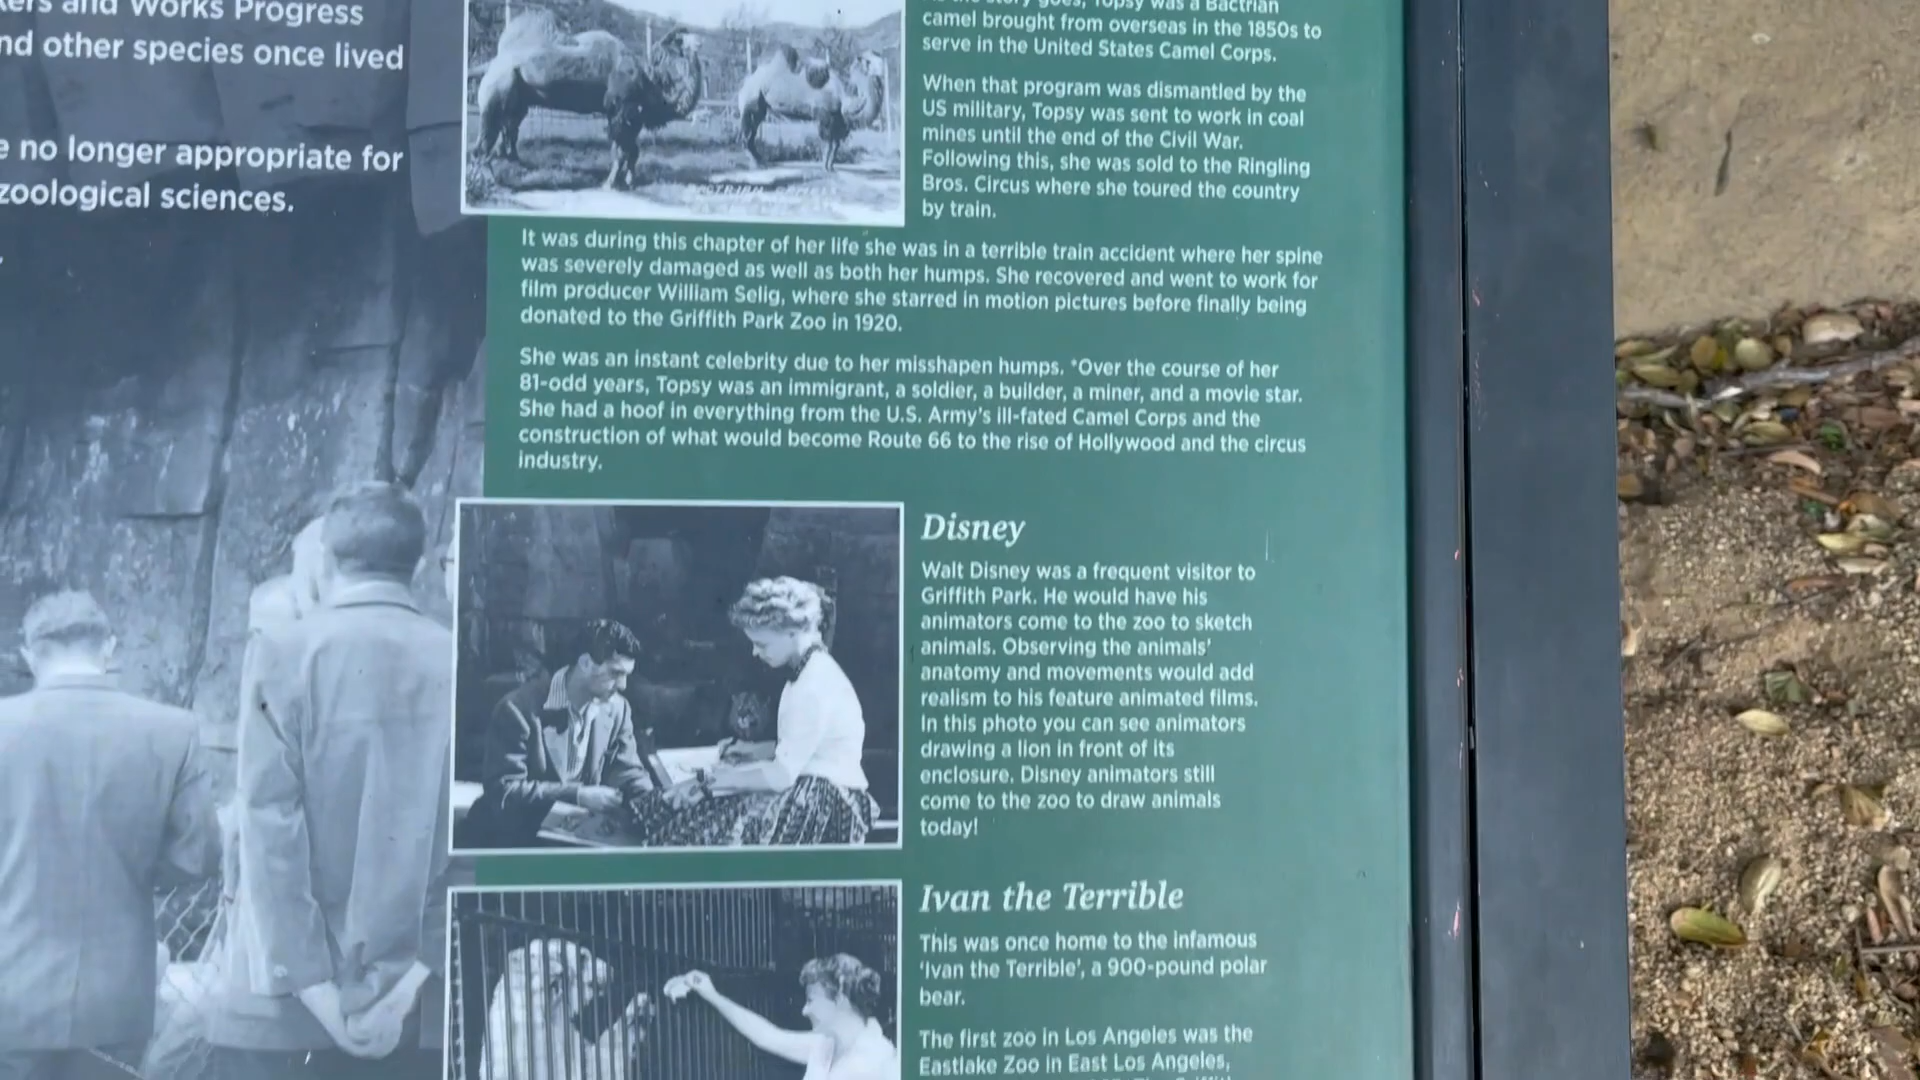 and Works Progress
nd other species once lived
no longer appropriate for
zoological sciences.
goes, Topsy was a Bactrian
camel brought from overseas in the 1850s to
serve in the United States Camel Corps.
When that program was dismantled by the
US military, Topsy was sent to work in coal
mines until the end of the Civil War.
Following this, she was sold to the Ringling
Bros. Circus where she toured the country
by train.
It was during this chapter of her life she was in a terrible train accident where her spine
was severely damaged as well as both her humps. She recovered and went to work for
film producer William Selig, where she starred in motion pictures before finally being
donated to the Griffith Park Zoo in 1920.
She was an instant celebrity due to her misshapen humps. *Over the course of her
81-odd years, Topsy was an immigrant, a soldier, a builder, a miner, and a movie star.
She had a hoof in everything from the U.S. Army's ill-fated Camel Corps and the
construction of what would become Route 66 to the rise of Hollywood and the circus
industry.
Disney
Walt Disney was a frequent visitor to
Griffith Park. He would have his
animators come to the zoo to sketch
animals. Observing the animals'
anatomy and movements would add
realism to his feature animated films.
In this photo you can see animators
drawing a lion in front of its
enclosure. Disney animators still
come to the zoo to draw animals
today!
Ivan the Terrible
This was once home to the infamous
'Ivan the Terrible', a 900-pound polar
bear.
The first zoo in Los Angeles was the
Eastlake Zoo in East Los Angeles,